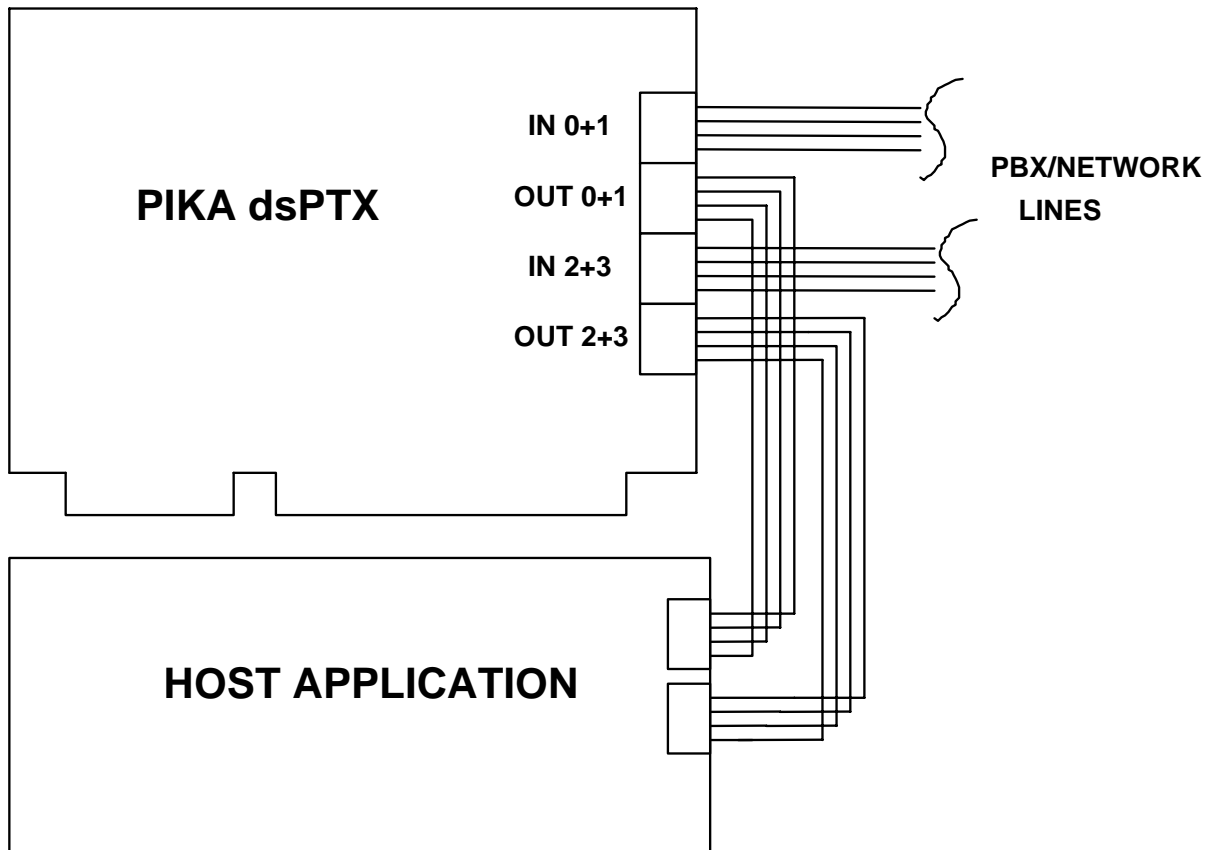 IN 0+1
PIKA dsPTX
OUT 0+1
IN 2+3
OUT 2+3
PBX/NETWORK
LINES
HOST APPLICATION